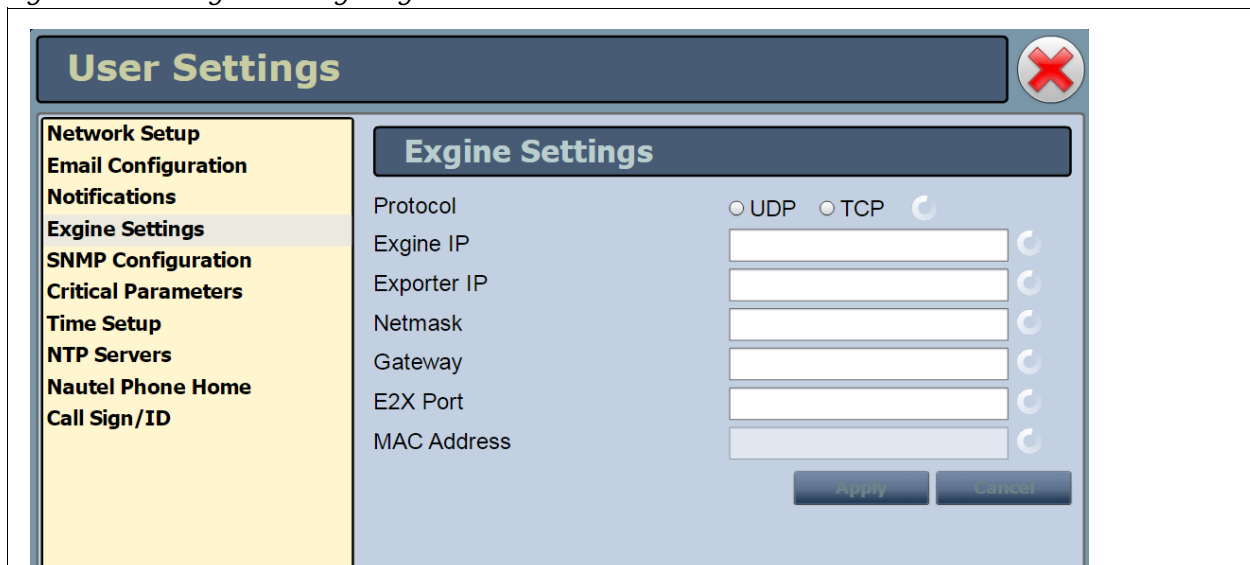 User Settings
Network Setup
Email Configuration
Notifications
Exgine Settings
SNMP Configuration
Critical Parameters
Time Setup
NTP Servers
Nautel Phone Home
Call Sign/ID
Exgine Settings
Protocol UDP TCP
Exgine IP
Exporter IP
Netmask
Gateway
E2X Port
MAC Address
Apply Cancel